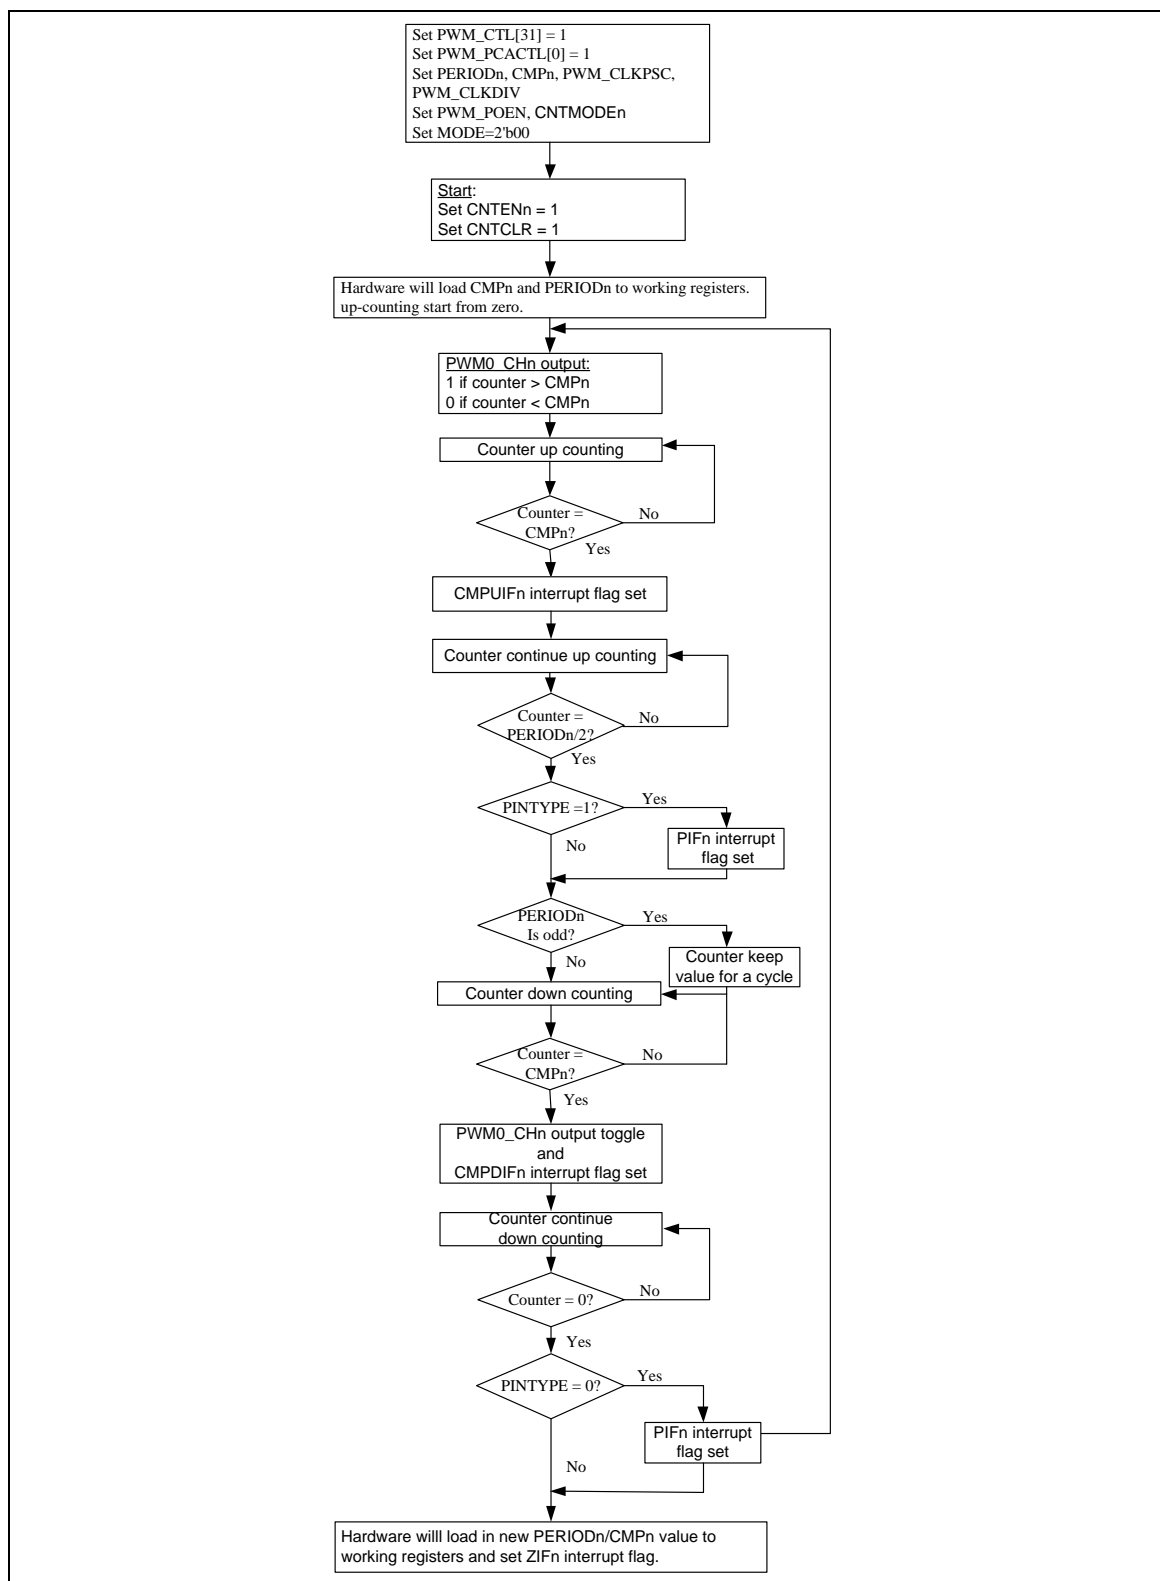 Set PWM_CTL[31] = 1
Set PWM_PCACTL[0] = 1
Set PERIODn, CMPn, PWM_CLKPSC,
PWM_CLKDIV
Set PWM_POEN, CNTMODEn
Set MODE=2'b00
Start:
Set CNTENn = 1
Set CNTCLR = 1
Hardware will load CMPn and PERIODn to working registers.
up-counting start from zero.
PWM0_CHn output:
1 if counter > CMPn
0 if counter < CMPn
Counter up counting
Counter =
CMPn?
No
Yes
CMPUIFn interrupt flag set
Counter continue up counting
Counter =
PERIODn/2?
No
Yes
PINTYPE =1?
Yes
No
PIFn interrupt
flag set
PERIODn
Is odd?
Yes
No
Counter keep
value for a cycle
Counter down counting
Counter =
CMPn?
No
Yes
PWM0_CHn output toggle
and
CMPDIFn interrupt flag set
Counter continue
down counting
Counter = 0?
No
Yes
PINTYPE = 0?
Yes
PIFn interrupt
flag set
No
Hardware willl load in new PERIODn/CMPn value to
working registers and set ZIFn interrupt flag.